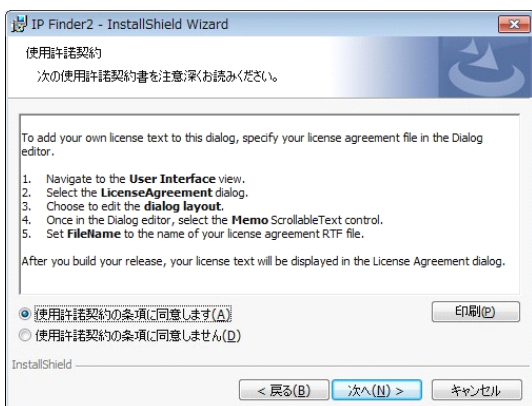 IP Finder2 - InstallShield Wizard
使用許諾契約
次の使用許諾契約書を注意深くお読みください。
To add your own license text to this dialog, specify your license agreement file in the Dialog
editor.
1. Navigate to the User Interface view.
2. Select the LicenseAgreement dialog.
3. Choose to edit the dialog layout.
4. Once in the Dialog editor, select the Memo ScrollableText control.
5. Set FileName to the name of your license agreement RTF file.
After you build your release, your license text will be displayed in the License Agreement dialog.
使用許諾契約の条項に同意します(A)
印刷(P)
使用許諾契約の条項に同意しません(D)
InstallShield
< 戻る(B) 次へ(N) > キャンセル